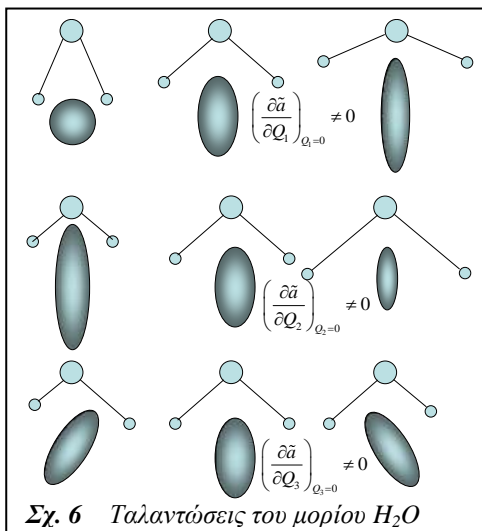 (∂ã/∂Q₁)_{Q₁=0} ≠ 0
(∂ã/∂Q₂)_{Q₂=0} ≠ 0
(∂ã/∂Q₃)_{Q₃=0} ≠ 0
Σχ. 6 Ταλαντώσεις του μορίου H₂O